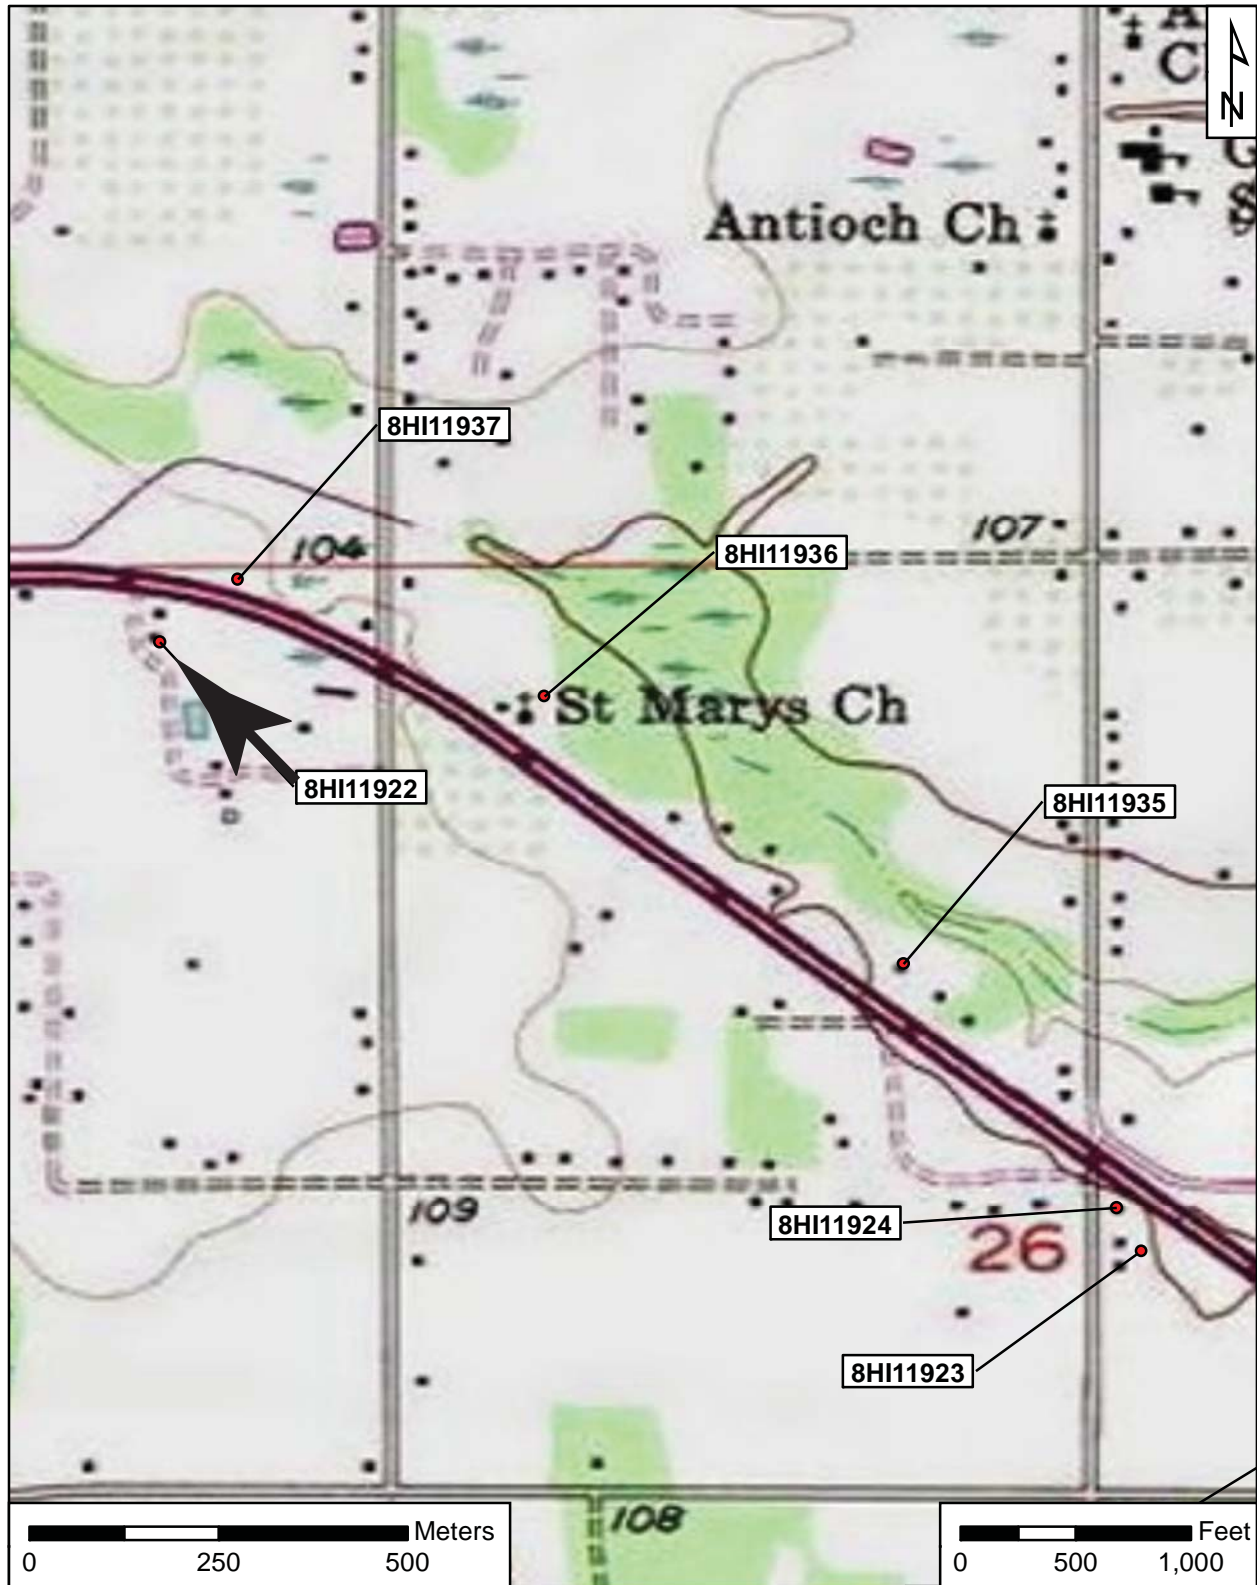 A
C
N
G
S
Antioch Ch
8HI11937
104
107
8HI11936
St Marys Ch
8HI11922
8HI11935
109
8HI11924
26
8HI11923
108
Meters
0 250 500
Feet
0 500 1,000